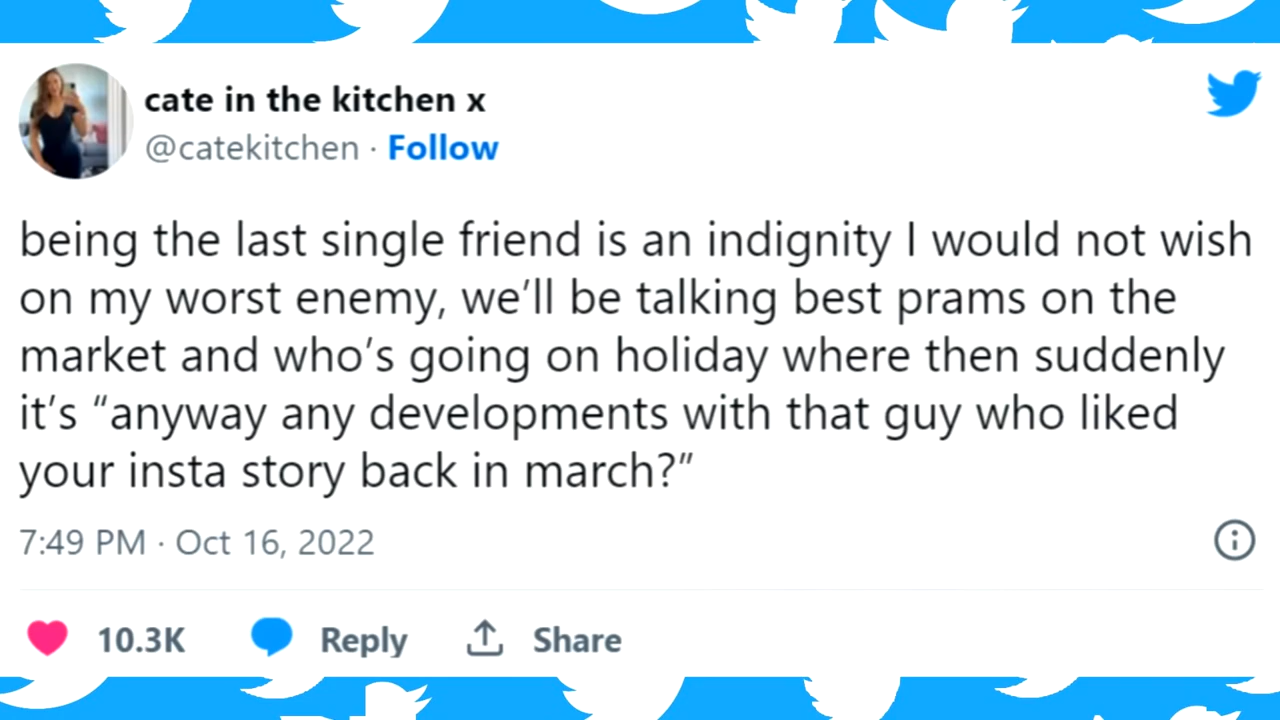 cate in the kitchen x
@catekitchen · Follow
being the last single friend is an indignity I would not wish
on my worst enemy, we’ll be talking best prams on the
market and who’s going on holiday where then suddenly
it’s “anyway any developments with that guy who liked
your insta story back in march?”
7:49 PM · Oct 16, 2022
10.3K Reply Share